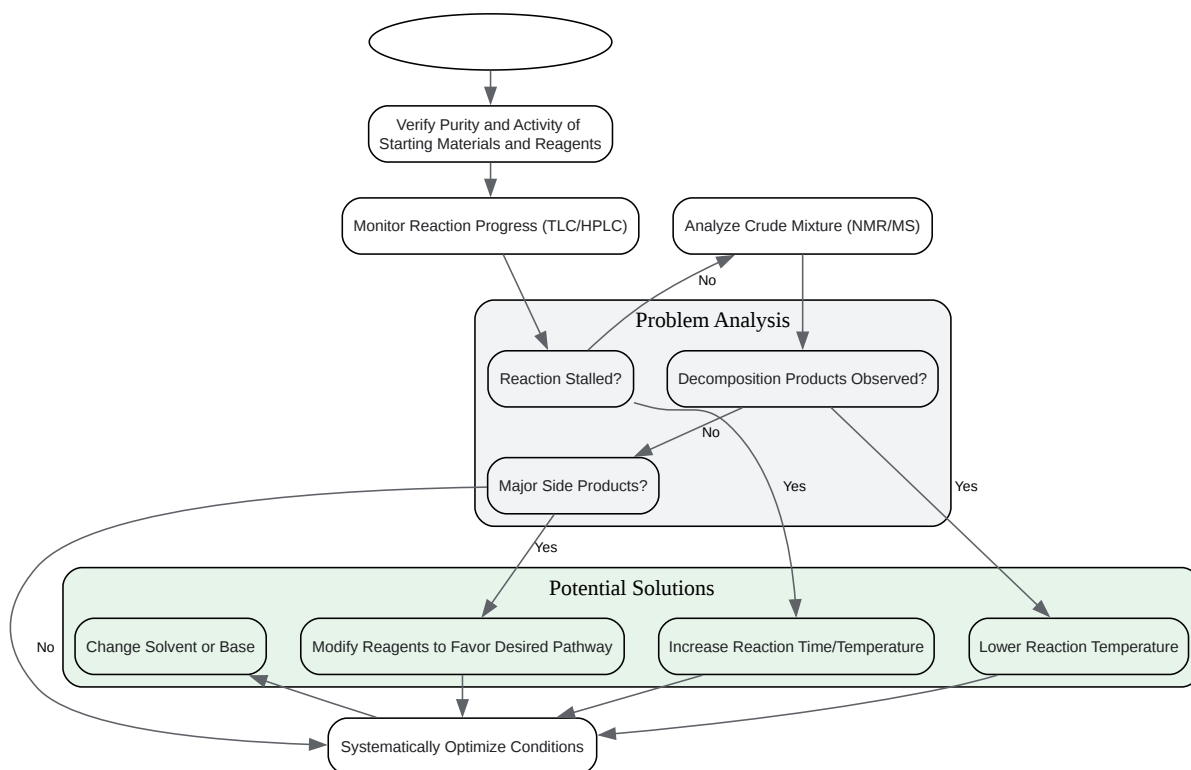 Verify Purity and Activity of
Starting Materials and Reagents
Monitor Reaction Progress (TLC/HPLC)
Analyze Crude Mixture (NMR/MS)
No
Problem Analysis
Reaction Stalled?
Decomposition Products Observed?
No
Major Side Products?
Yes
Yes
Yes
Potential Solutions
No
Change Solvent or Base
Modify Reagents to Favor Desired Pathway
Increase Reaction Time/Temperature
Lower Reaction Temperature
Systematically Optimize Conditions